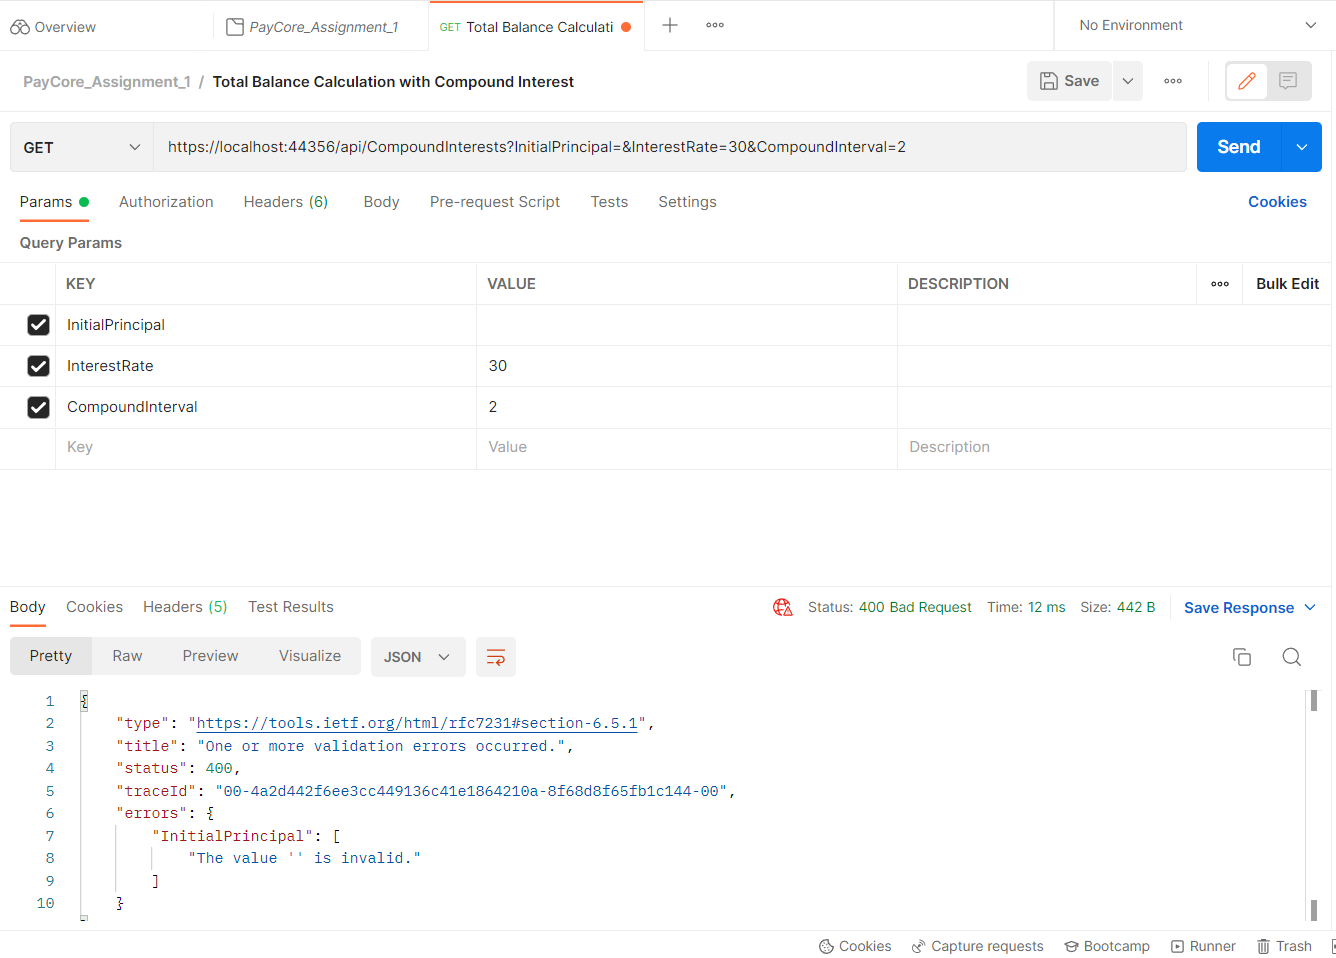 Overview
PayCore_Assignment_1
GET Total Balance Calculati
No Environment
PayCore_Assignment_1 / Total Balance Calculation with Compound Interest
Save
GET
https://localhost:44356/api/CompoundInterests?InitialPrincipal=&InterestRate=30&CompoundInterval=2
Send
Params
Authorization
Headers (6)
Body
Pre-request Script
Tests
Settings
Cookies
Query Params
KEY VALUE DESCRIPTION Bulk Edit
InitialPrincipal
InterestRate 30
CompoundInterval 2
Key Value Description
Body Cookies Headers (5) Test Results
Status: 400 Bad Request Time: 12 ms Size: 442 B Save Response
Pretty Raw Preview Visualize JSON
1 {
2 "type": "https://tools.ietf.org/html/rfc7231#section-6.5.1",
3 "title": "One or more validation errors occurred.",
4 "status": 400,
5 "traceId": "00-4a2d442f6ee3cc449136c41e1864210a-8f68d8f65fb1c144-00",
6 "errors": {
7 "InitialPrincipal": [
8 "The value '' is invalid."
9 ]
10 }
Cookies Capture requests Bootcamp Runner Trash